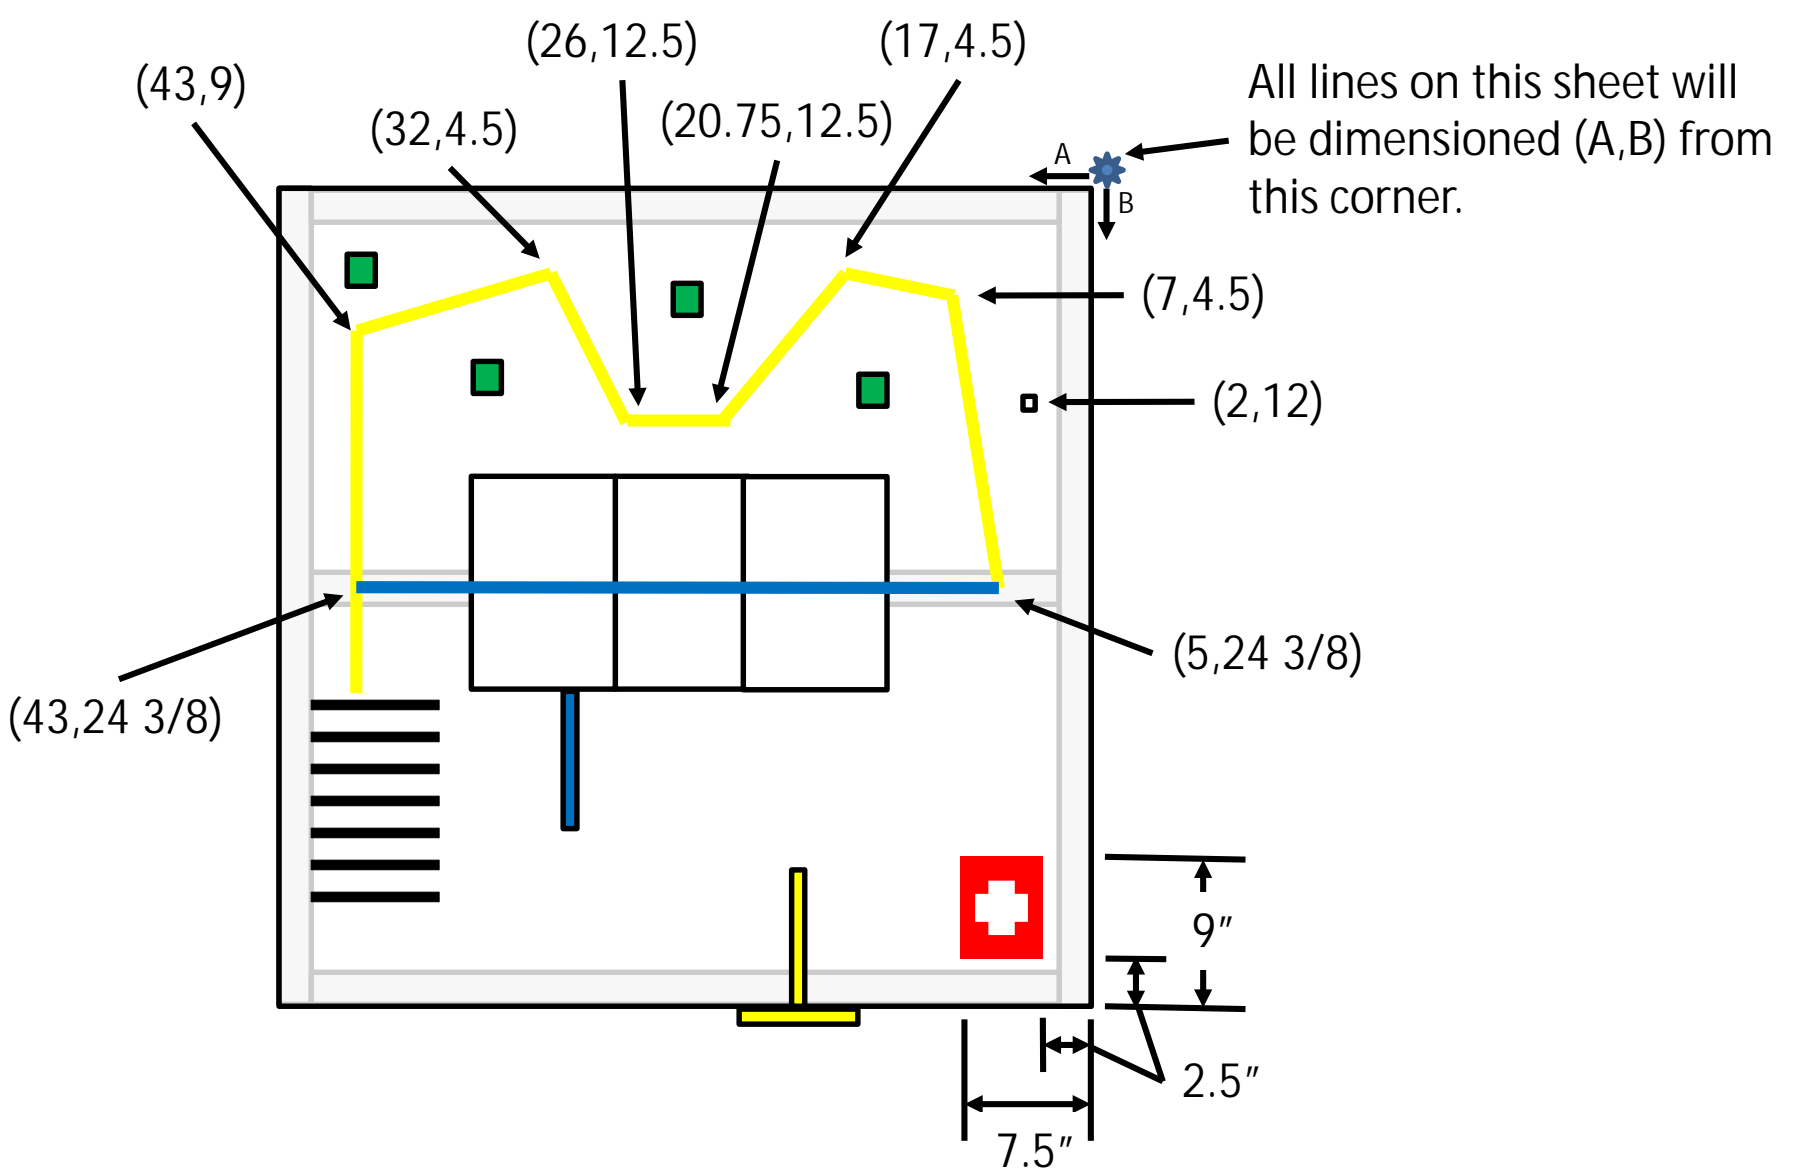 (26,12.5)
(17,4.5)
(43,9)
(32,4.5)
(20.75,12.5)
All lines on this sheet will
be dimensioned (A,B) from
this corner.
A
B
(7,4.5)
(2,12)
(5,24 3/8)
(43,24 3/8)
9″
2.5″
7.5″